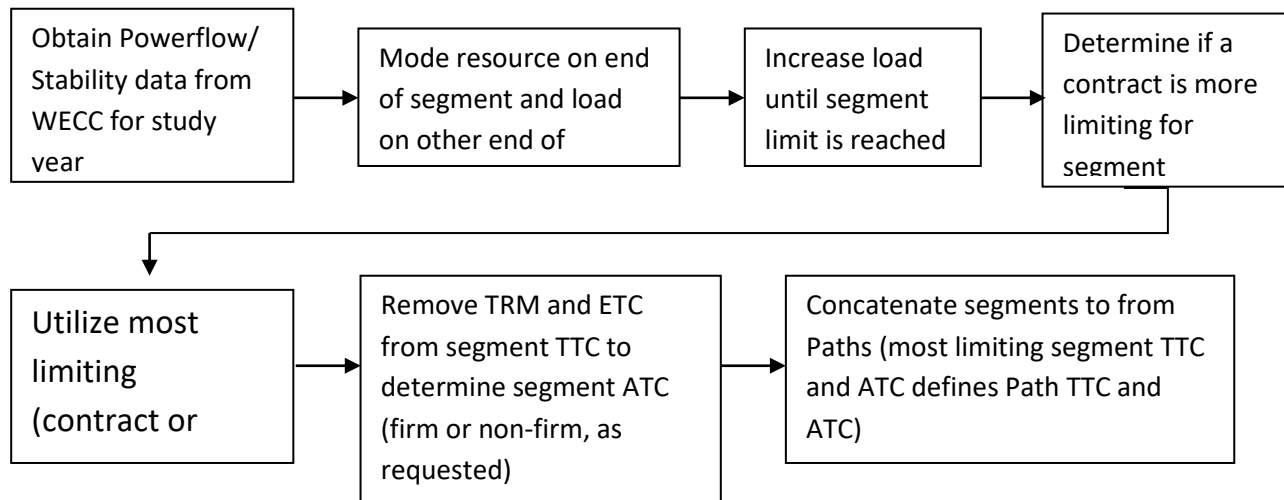 Obtain Powerflow/
Stability data from
WECC for study
year
Mode resource on end
of segment and load
on other end of
Increase load
until segment
limit is reached
Determine if a
contract is more
limiting for
segment
Utilize most
limiting
(contract or
Remove TRM and ETC
from segment TTC to
determine segment ATC
(firm or non-firm, as
requested)
Concatenate segments to from
Paths (most limiting segment TTC
and ATC defines Path TTC and
ATC)